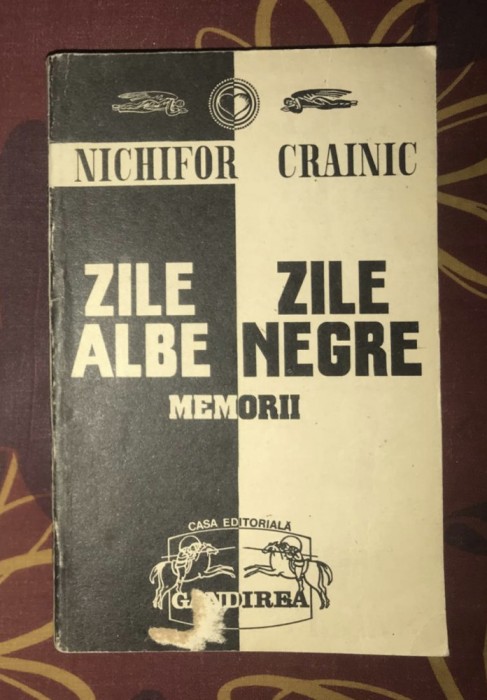 NICHIFOR CRAINIC
ZILE ALBE
ZILE NEGRE
MEMORII
CASA EDITORIALĂ
GÂNDIREA